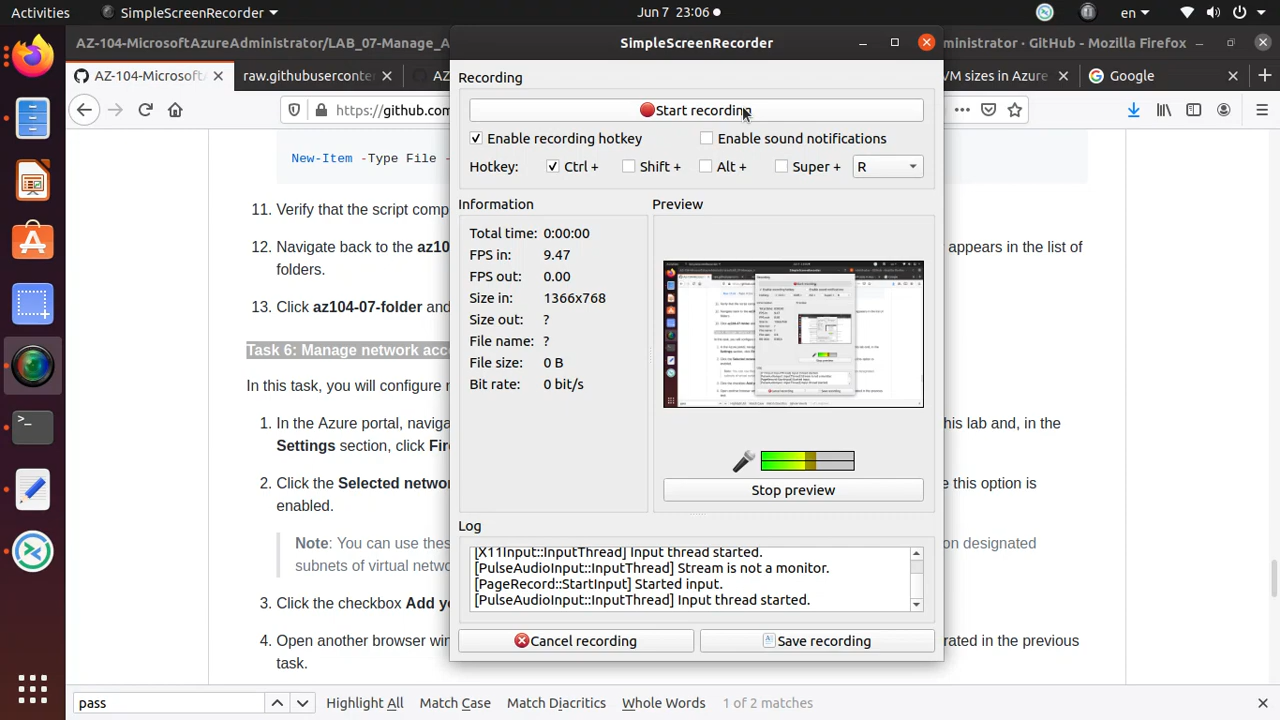 Activities
SimpleScreenRecorder
Jun 7 23:06
en
AZ-104-MicrosoftAzureAdministrator/LAB_07-Manage_A
SimpleScreenRecorder
ministrator · GitHub - Mozilla Firefox
AZ-104-Microsoft
raw.githubuserconte
AZ
VM sizes in Azure
Google
https://github.com
New-Item -Type File -
11. Verify that the script comp
12. Navigate back to the az10
appears in the list of
folders.
13. Click az104-07-folder and
Task 6: Manage network acc
In this task, you will configure
1. In the Azure portal, naviga
this lab and, in the
Settings section, click Fir
2. Click the Selected networ
e this option is
enabled.
Note: You can use thes
on designated
subnets of virtual netwo
3. Click the checkbox Add yo
4. Open another browser win
rated in the previous
task.
Recording
Start recording
Enable recording hotkey
Enable sound notifications
Hotkey:
Ctrl +
Shift +
Alt +
Super +
R
Information
Total time: 0:00:00
FPS in: 9.47
FPS out: 0.00
Size in: 1366x768
Size out: ?
File name: ?
File size: 0 B
Bit rate: 0 bit/s
Preview
Stop preview
Log
[X11Input::InputThread] Input thread started.
[PulseAudioInput::InputThread] Stream is not a monitor.
[PageRecord::StartInput] Started input.
[PulseAudioInput::InputThread] Input thread started.
Cancel recording
Save recording
pass
Highlight All
Match Case
Match Diacritics
Whole Words
1 of 2 matches